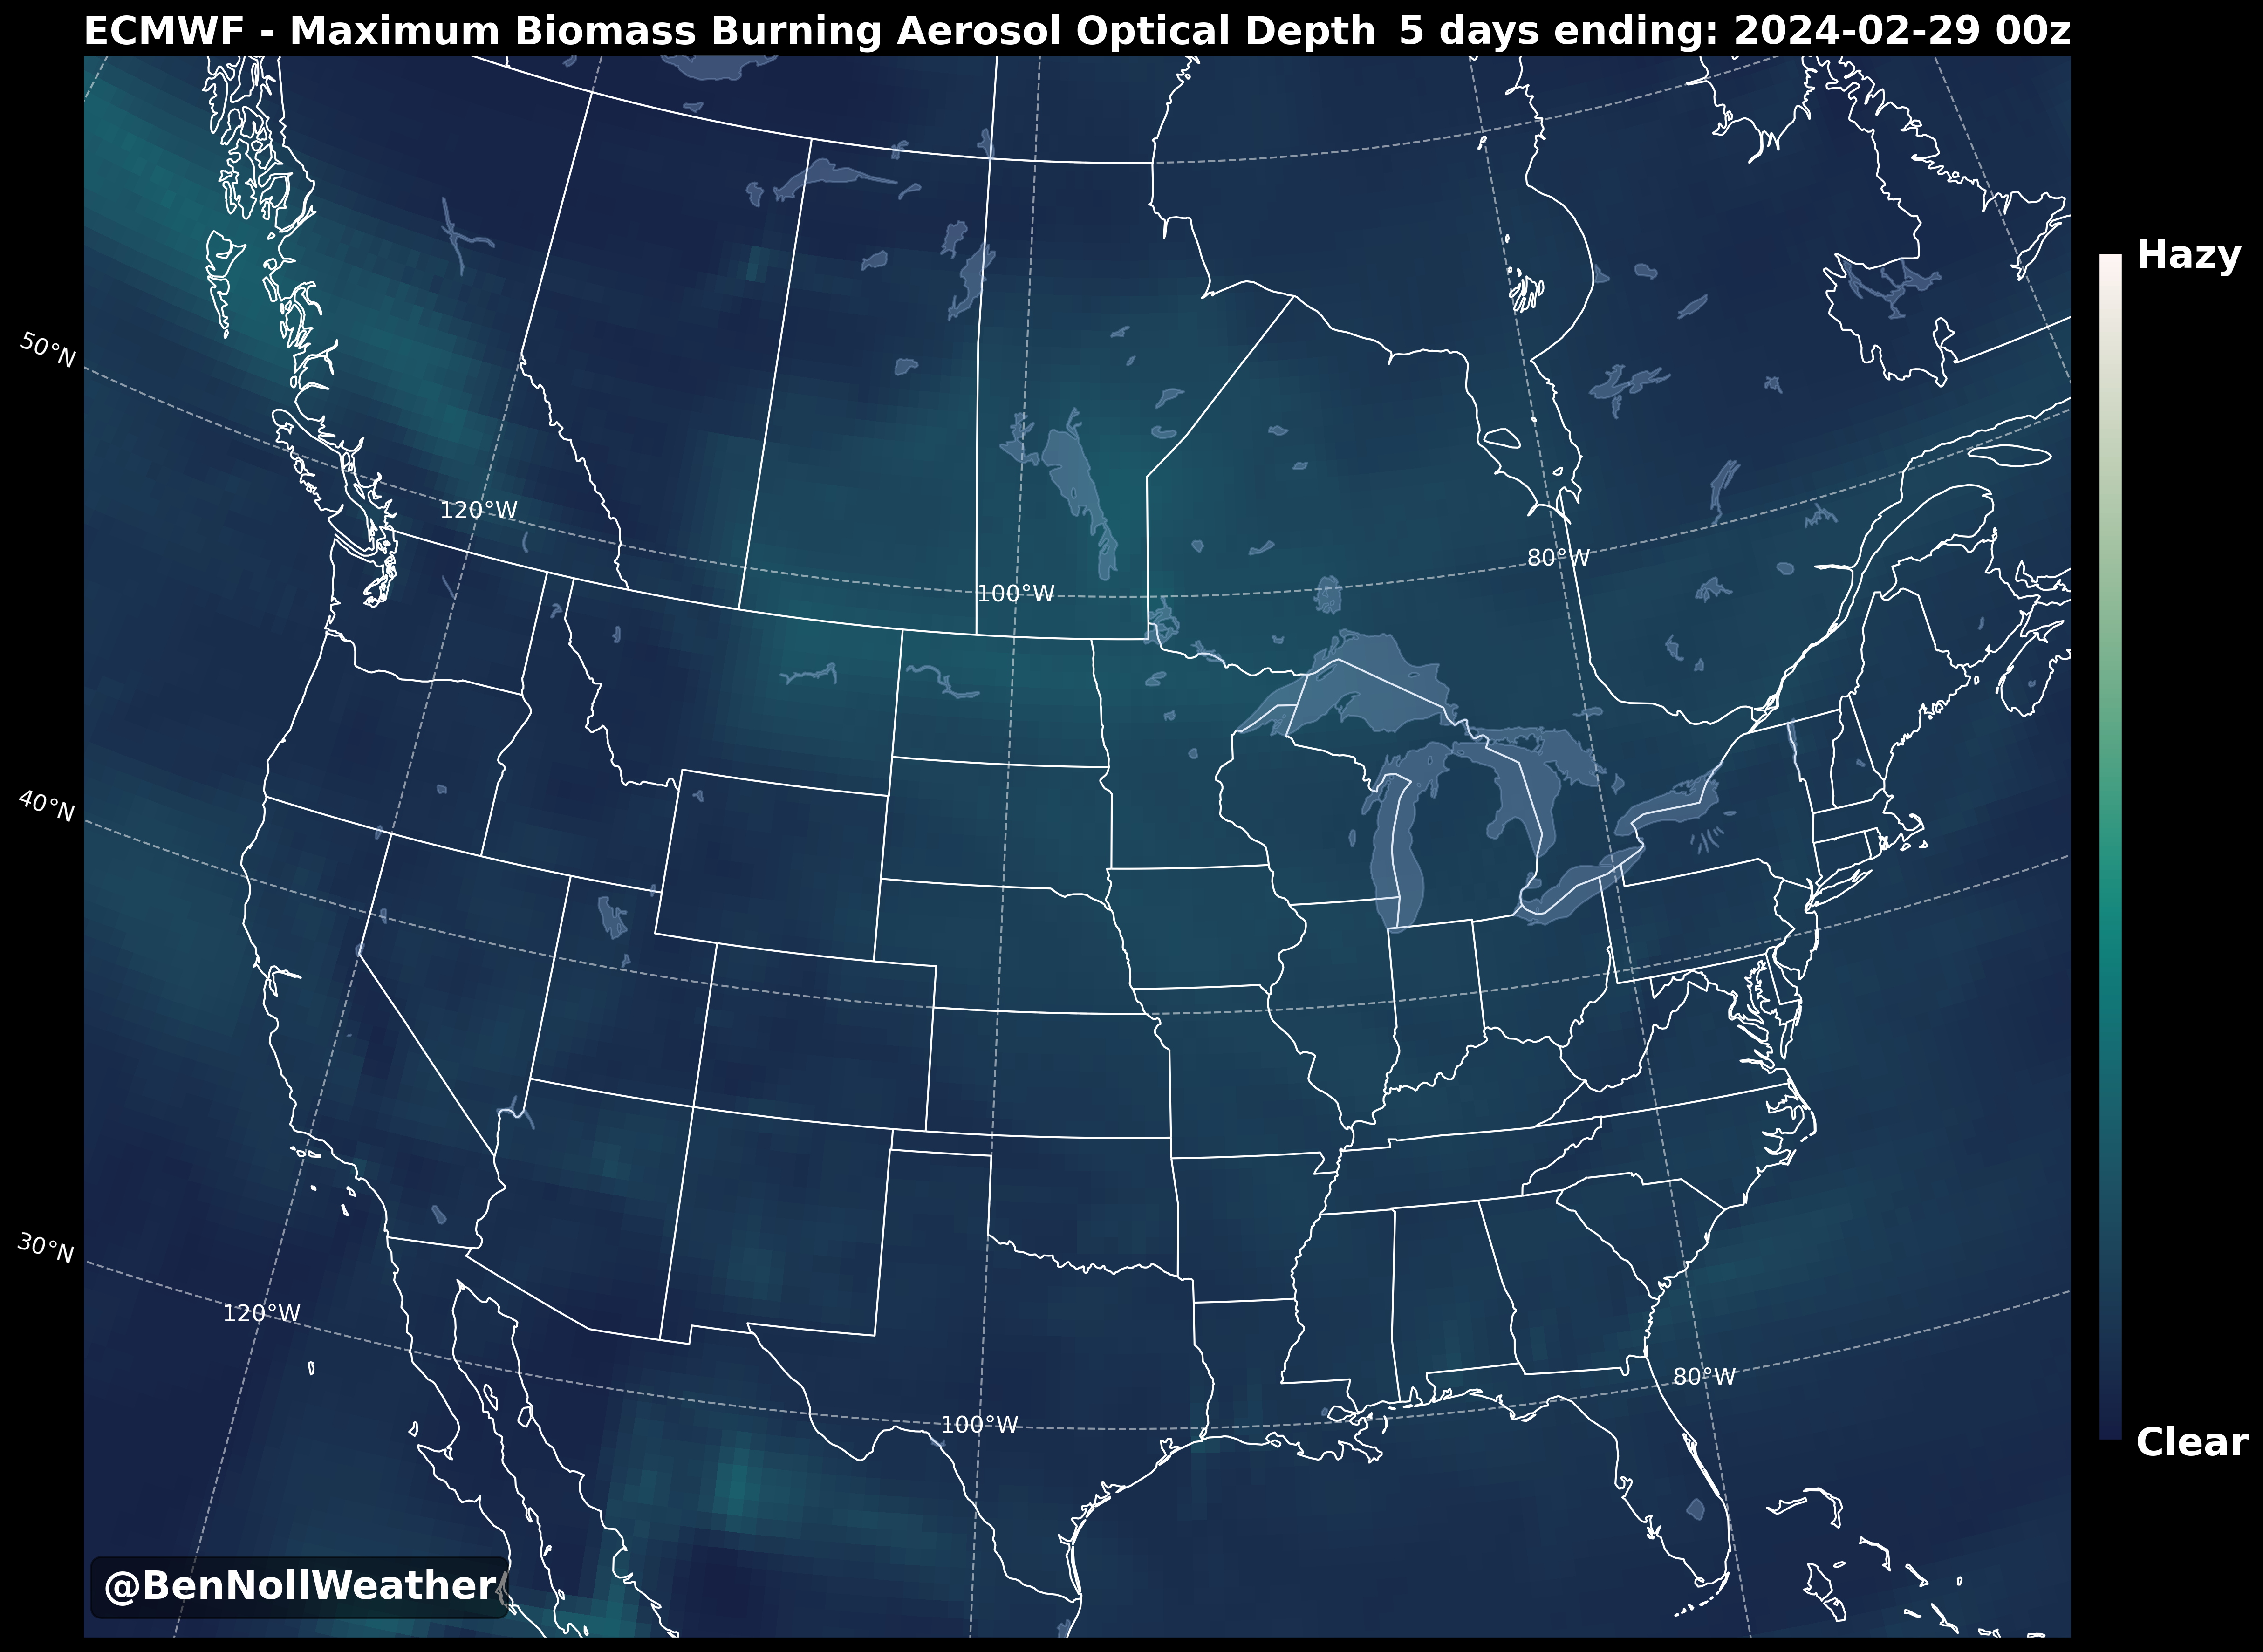 ECMWF - Maximum Biomass Burning Aerosol Optical Depth 5 days ending: 2024-02-29 00z
Hazy
50°N
120°W
80°W
100°W
40°N
30°N
120°W
80°W
100°W
Clear
@BenNollWeather